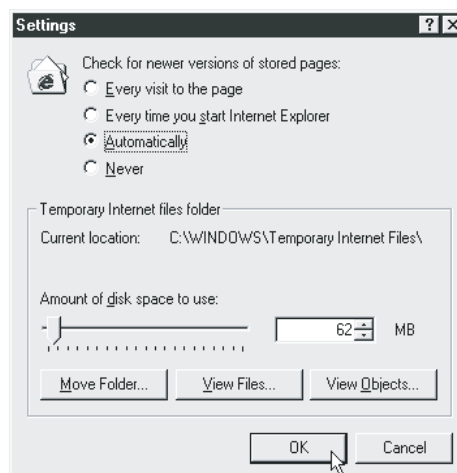 Settings
Check for newer versions of stored pages:
Every visit to the page
Every time you start Internet Explorer
Automatically
Never
Temporary Internet files folder
Current location: C:\WINDOWS\Temporary Internet Files\
Amount of disk space to use:
62 MB
Move Folder... View Files... View Objects...
OK Cancel